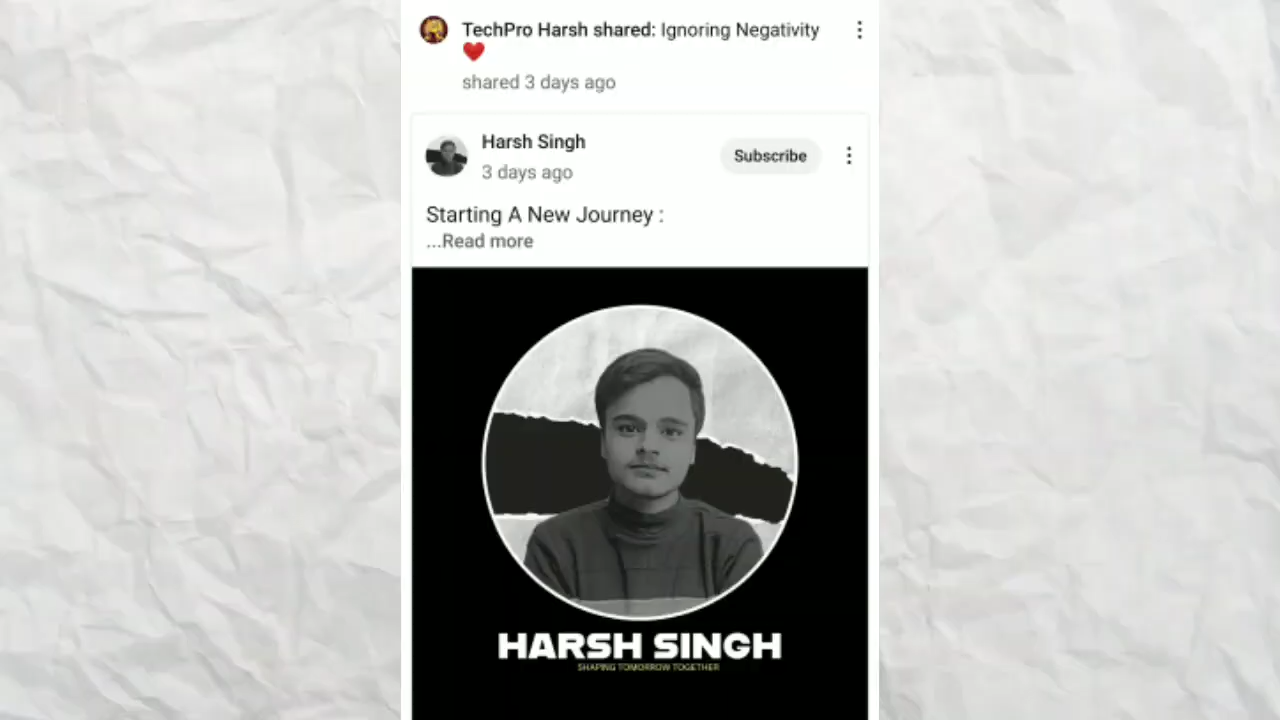 TechPro Harsh shared: Ignoring Negativity
❤️
shared 3 days ago
Harsh Singh
Subscribe
3 days ago
Starting A New Journey :
...Read more
HARSH SINGH
SHAPING TOMORROW TOGETHER